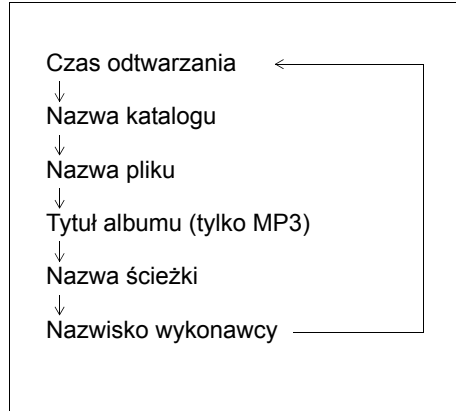 Czas odtwarzania
Nazwa katalogu
Nazwa pliku
Tytuł albumu (tylko MP3)
Nazwa ścieżki
Nazwisko wykonawcy